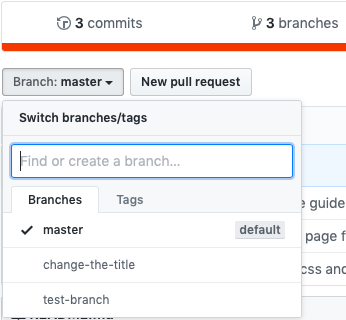 3 commits 3 branches
Branch: master New pull request
Switch branches/tags
Find or create a branch...
Branches Tags
e guide
master default
page f
change-the-title
css and
test-branch